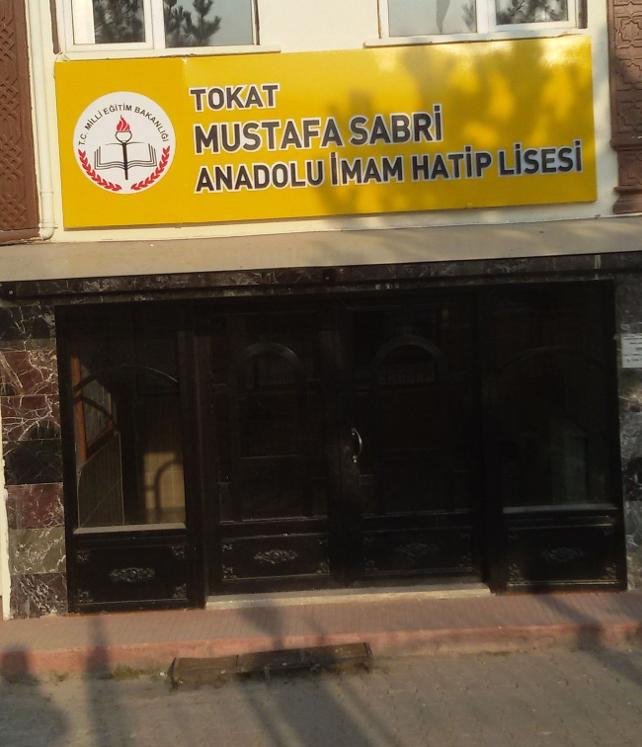 T.C. MİLLİ EĞİTİM BAKANLIĞI
TOKAT
MUSTAFA SABRİ
ANADOLU İMAM HATİP LİSESİ